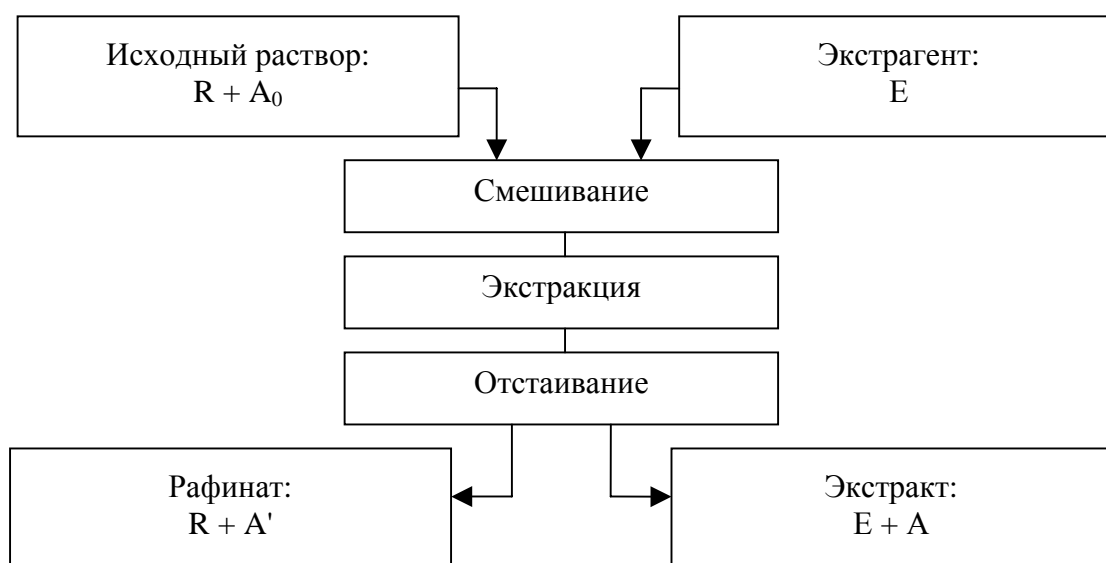 Исходный раствор:
R + A₀
Экстрагент:
E
Смешивание
Экстракция
Отстаивание
Рафинат:
R + A'
Экстракт:
E + A